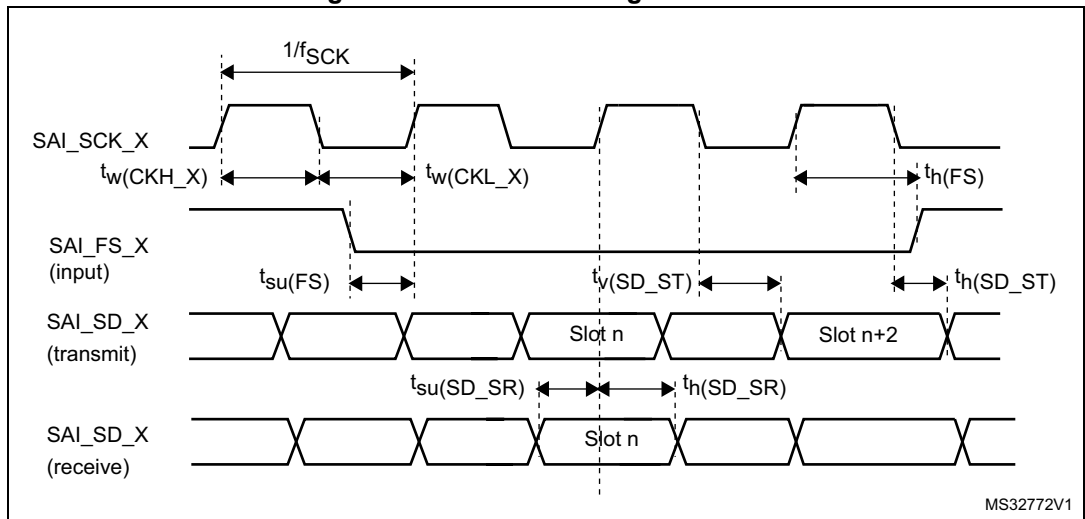 1/fSCK
SAI_SCK_X
tw(CKH_X)
tw(CKL_X)
th(FS)
SAI_FS_X
(input)
tsu(FS)
tv(SD_ST)
th(SD_ST)
SAI_SD_X
(transmit)
Slot n
Slot n+2
tsu(SD_SR)
th(SD_SR)
SAI_SD_X
(receive)
Slot n
MS32772V1